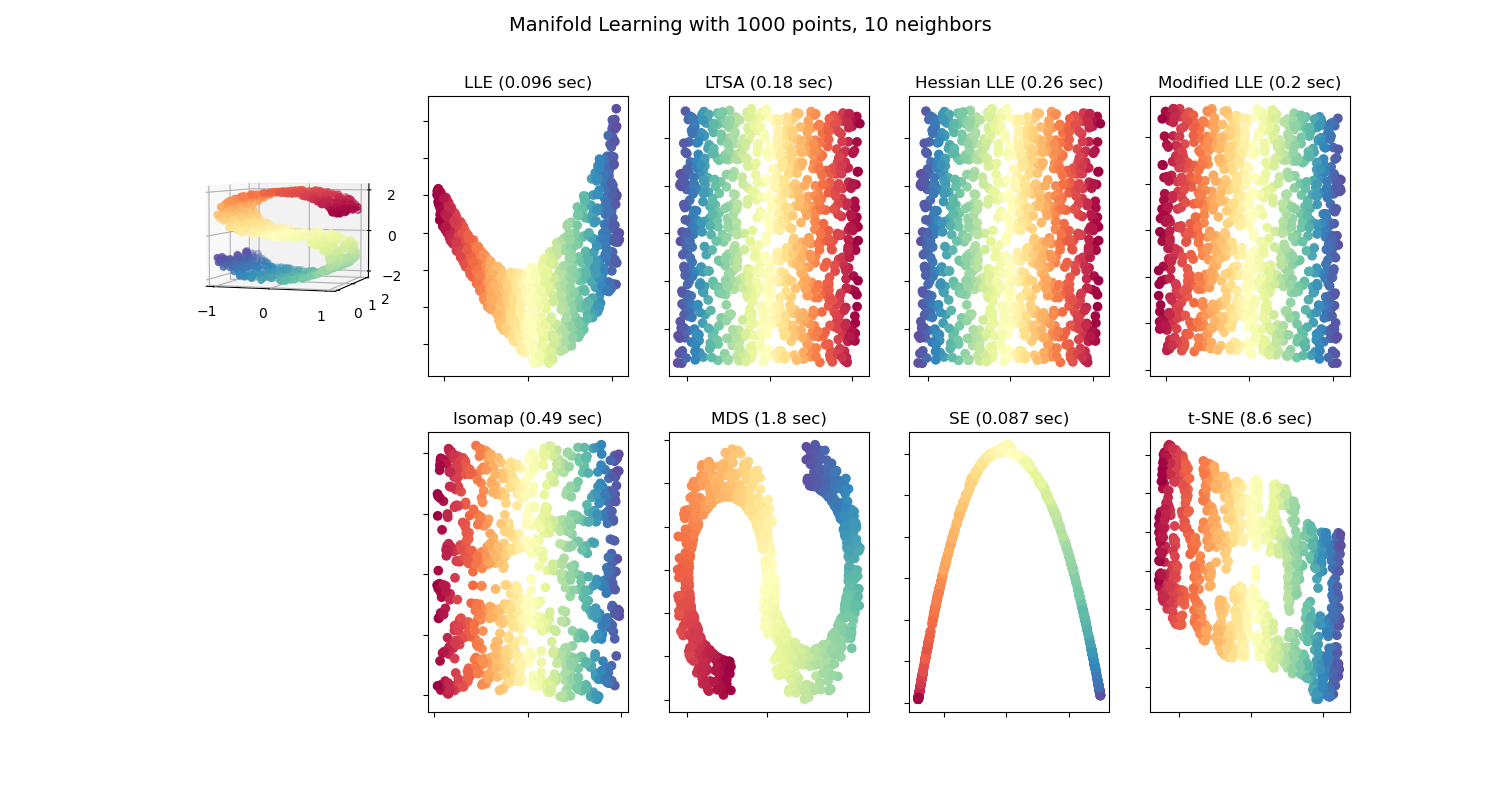 Manifold Learning with 1000 points, 10 neighbors
LLE (0.096 sec)
LTSA (0.18 sec)
Hessian LLE (0.26 sec)
Modified LLE (0.2 sec)
2
0
−2
−1
0
1
0
1
2
Isomap (0.49 sec)
MDS (1.8 sec)
SE (0.087 sec)
t-SNE (8.6 sec)